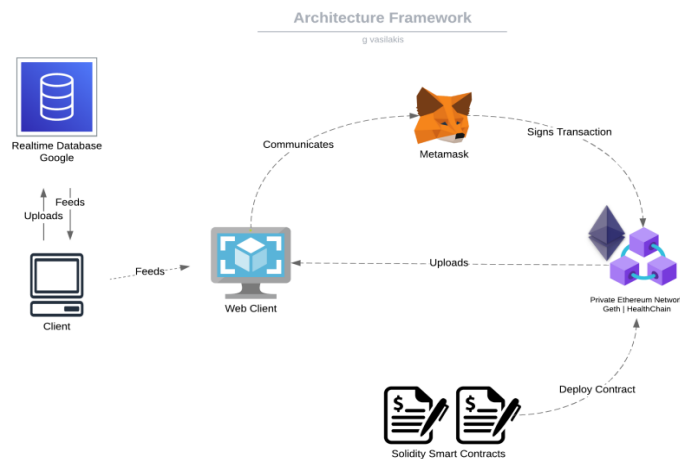 Architecture Framework
g vasilakis
Realtime Database
Google
Uploads
Feeds
Client
Feeds
Web Client
Communicates
Metamask
Signs Transaction
Uploads
Private Ethereum Networ
Geth | HealthChain
Deploy Contract
$
$
Solidity Smart Contracts